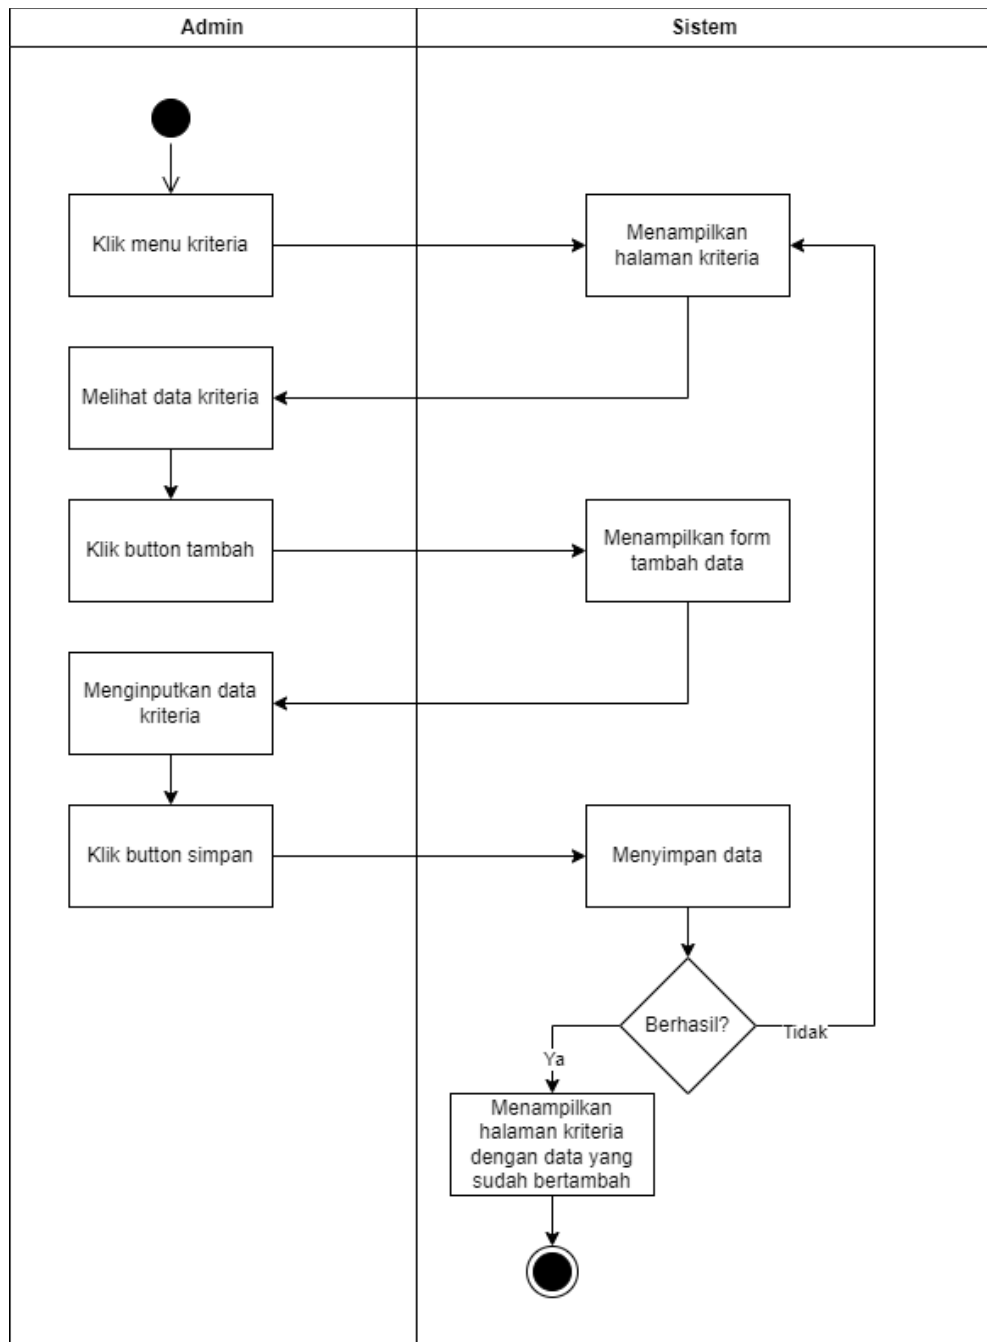 Admin
Sistem
Klik menu kriteria
Menampilkan
halaman kriteria
Melihat data kriteria
Klik button tambah
Menampilkan form
tambah data
Menginputkan data
kriteria
Klik button simpan
Menyimpan data
Berhasil?
Tidak
Ya
Menampilkan
halaman kriteria
dengan data yang
sudah bertambah